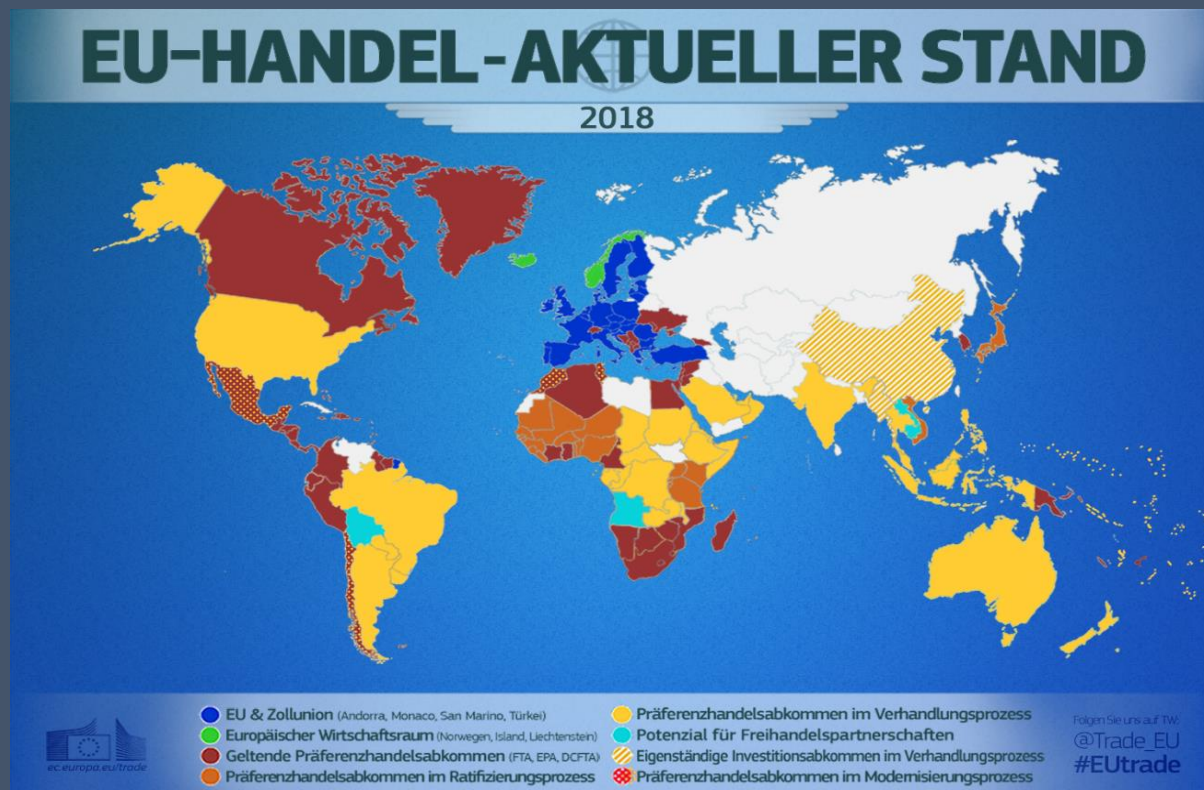 EU-HANDEL-AKTUELLER STAND
2018
EU & Zollunion (Andorra, Monaco, San Marino, Türkei)
Europäischer Wirtschaftsraum (Norwegen, Island, Liechtenstein)
Geltende Präferenzhandelsabkommen (FTA, EPA, DCFTA)
Präferenzhandelsabkommen im Ratifizierungsprozess
Präferenzhandelsabkommen im Verhandlungsprozess
Potenzial für Freihandelspartnerschaften
Eigenständige Investitionsabkommen im Verhandlungsprozess
Präferenzhandelsabkommen im Modernisierungsprozess
ec.europa.eu/trade
Folgen Sie uns auf TW:
@Trade_EU
#EUtrade